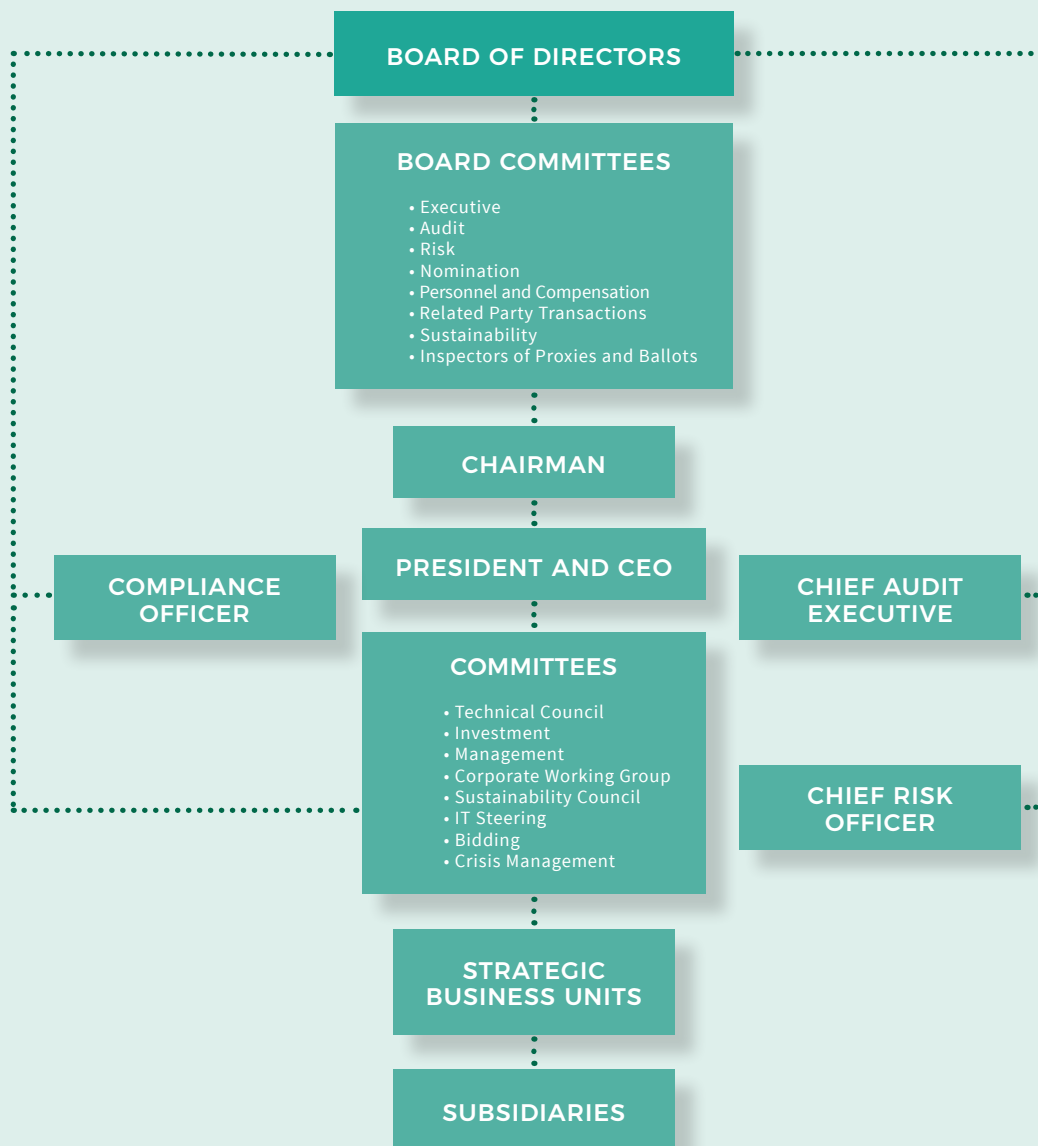 BOARD OF DIRECTORS
BOARD COMMITTEES
• Executive
• Audit
• Risk
• Nomination
• Personnel and Compensation
• Related Party Transactions
• Sustainability
• Inspectors of Proxies and Ballots
CHAIRMAN
PRESIDENT AND CEO
COMPLIANCE
OFFICER
CHIEF AUDIT
EXECUTIVE
COMMITTEES
• Technical Council
• Investment
• Management
• Corporate Working Group
• Sustainability Council
• IT Steering
• Bidding
• Crisis Management
CHIEF RISK
OFFICER
STRATEGIC
BUSINESS UNITS
SUBSIDIARIES